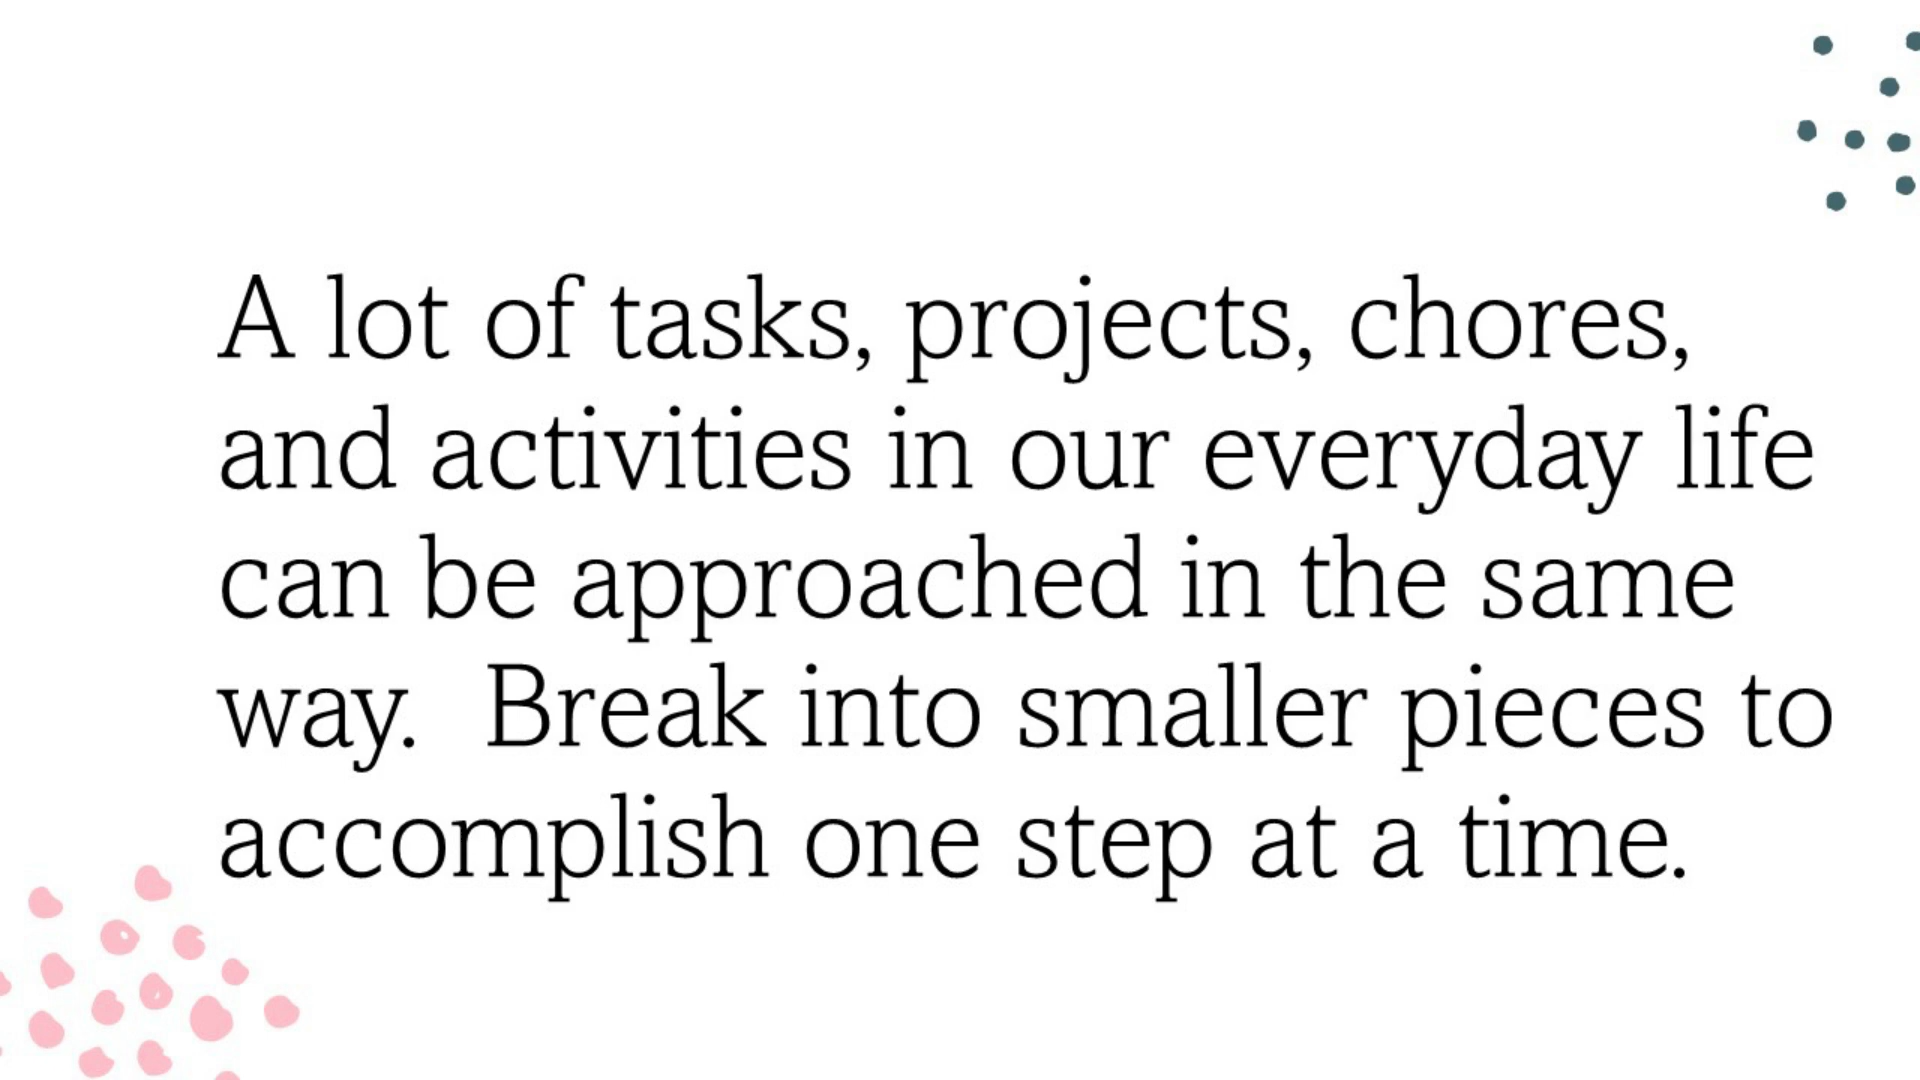 A lot of tasks, projects, chores,
and activities in our everyday life
can be approached in the same
way.  Break into smaller pieces to
accomplish one step at a time.